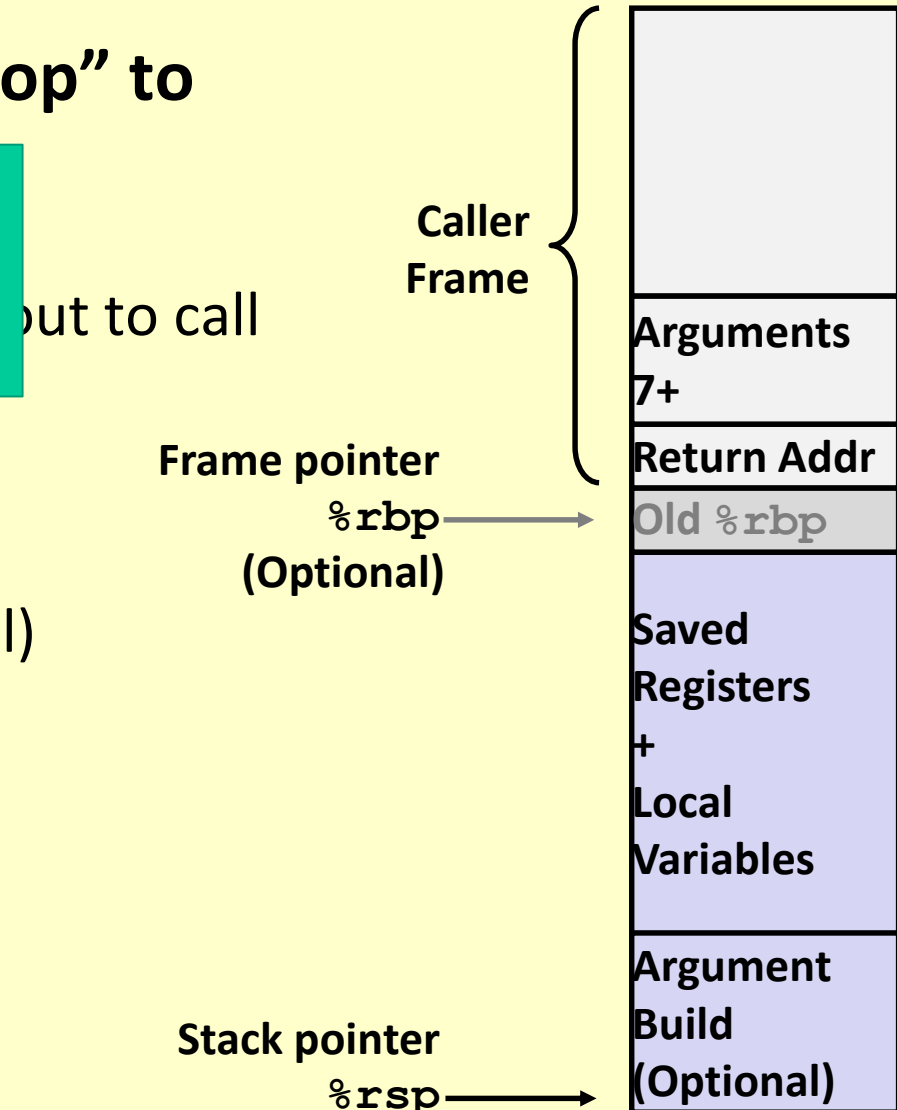 op” to
out to call
l)
Caller
Frame
Frame pointer
%rbp
(Optional)
Stack pointer
%rsp
Arguments
7+
Return Addr
Old %rbp
Saved
Registers
+
Local
Variables
Argument
Build
(Optional)